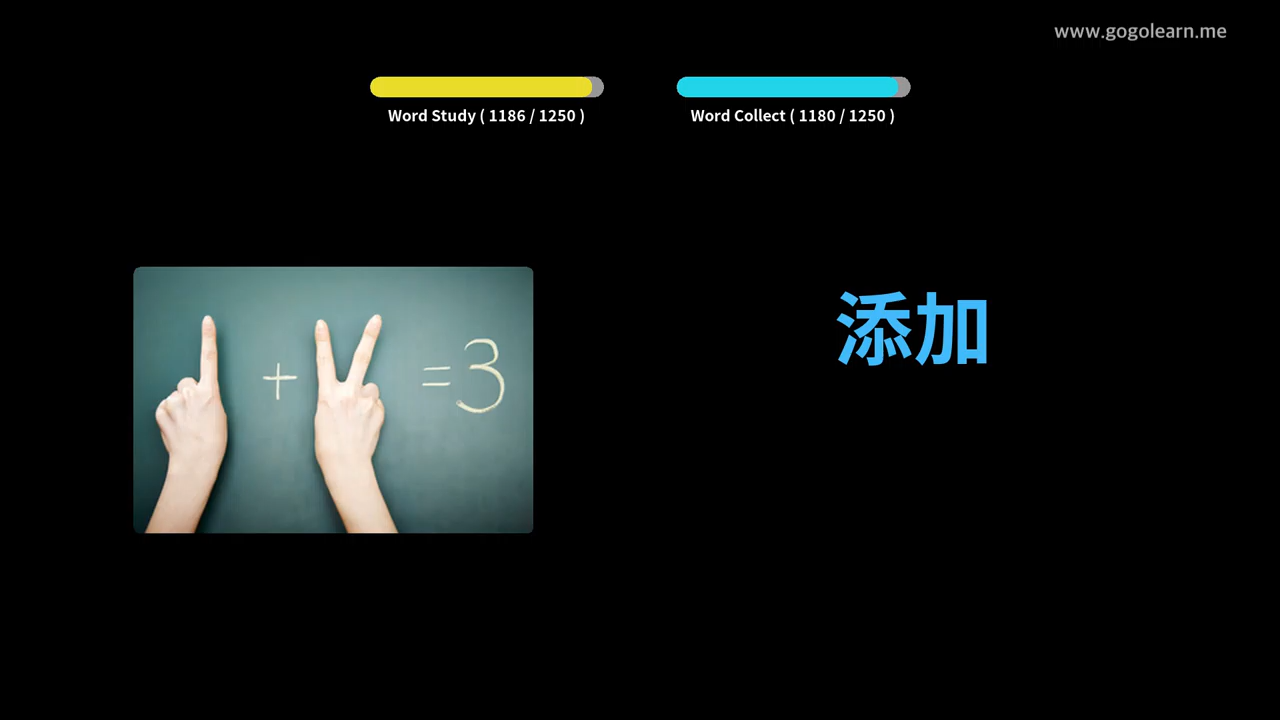 www.gogolearn.me
Word Study ( 1186 / 1250 )
Word Collect ( 1180 / 1250 )
添加
+ =3